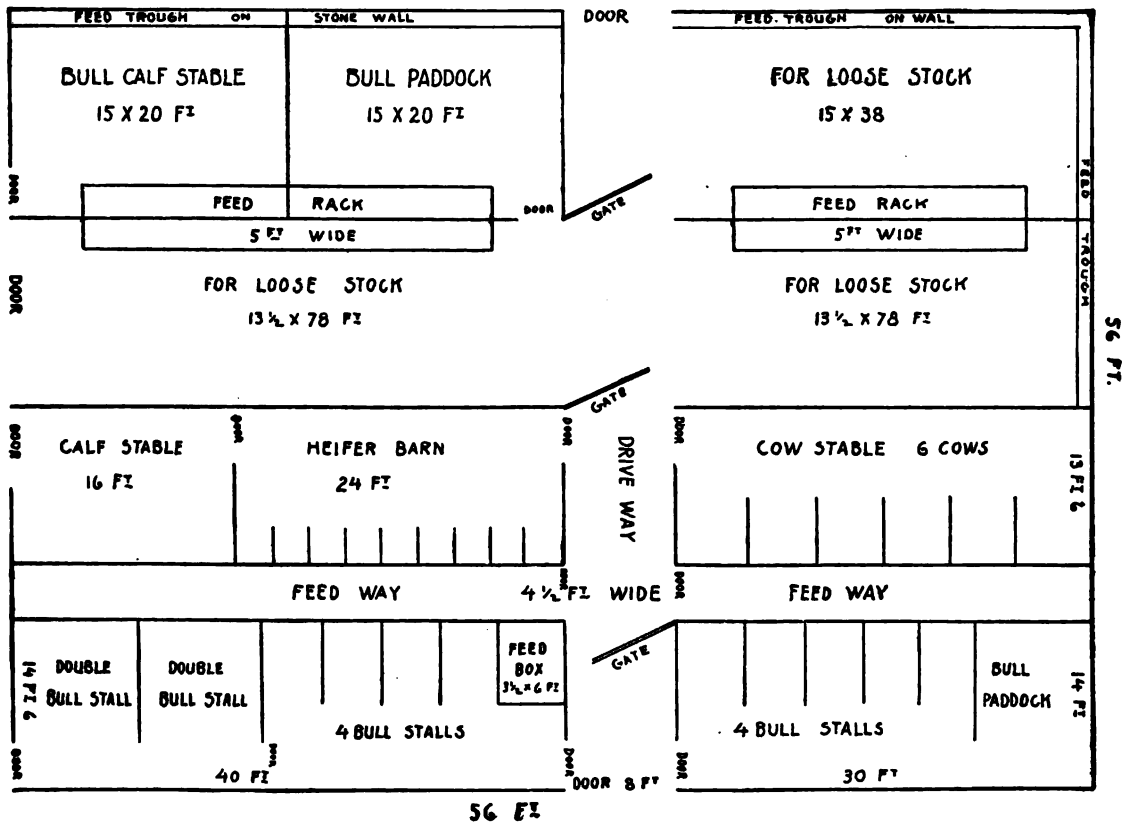 FEED TROUGH ON STONE WALL
DOOR
FEED. TROUGH ON WALL
BULL CALF STABLE
15 X 20 FT
BULL PADDOCK
15 X 20 FT
FOR LOOSE STOCK
15 X 38
DOOR
FEED RACK
5 FT WIDE
DOOR
GATE
FEED RACK
5 FT WIDE
FEED TROUGH
DOOR
FOR LOOSE STOCK
13 ½ X 78 FT
FOR LOOSE STOCK
13 ½ X 78 FT
56 FT.
GATE
DOOR
CALF STABLE
16 FT
DOOR
HEIFER BARN
24 FT
DOOR
DRIVE WAY
DOOR
COW STABLE 6 COWS
13 FT 6
FEED WAY
DOOR
4 ½ FT WIDE
DOOR
FEED WAY
14 FT 6
DOUBLE
BULL STALL
DOUBLE
BULL STALL
FEED
BOX
3½ X 6 FT
GATE
BULL
PADDOCK
14 FT
4 BULL STALLS
4 BULL STALLS
DOOR
40 FT
DOOR
DOOR
DOOR 8 FT
DOOR
30 FT
56 FT